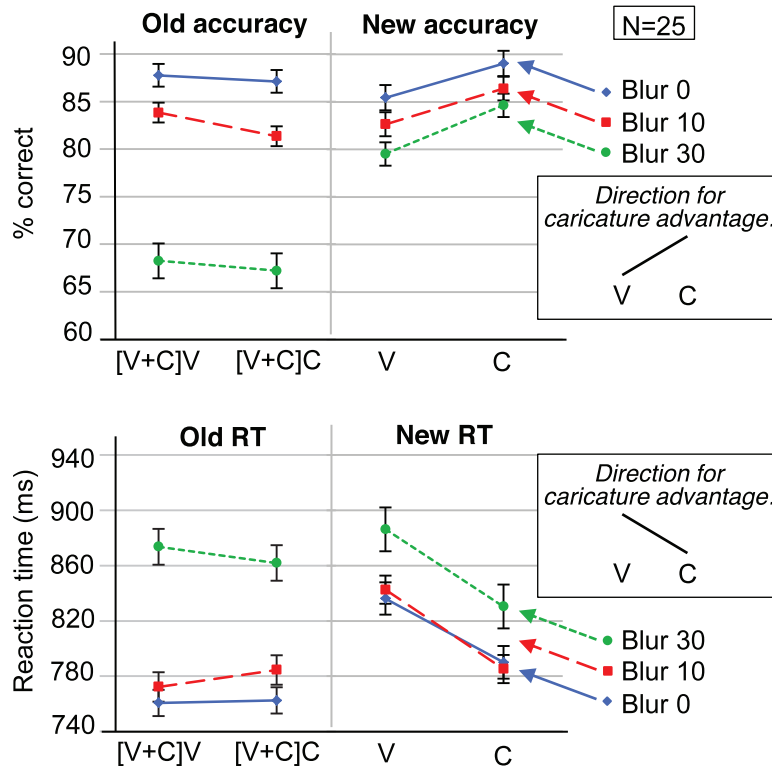 Old accuracy New accuracy N=25
90
85
80
75
70
65
60
% correct
Blur 0
Blur 10
Blur 30
Direction for
caricature advantage.
V C
[V+C]V [V+C]C V C
Old RT New RT
940
900
860
820
780
740
Reaction time (ms)
Direction for
caricature advantage.
V C
Blur 30
Blur 10
Blur 0
[V+C]V [V+C]C V C